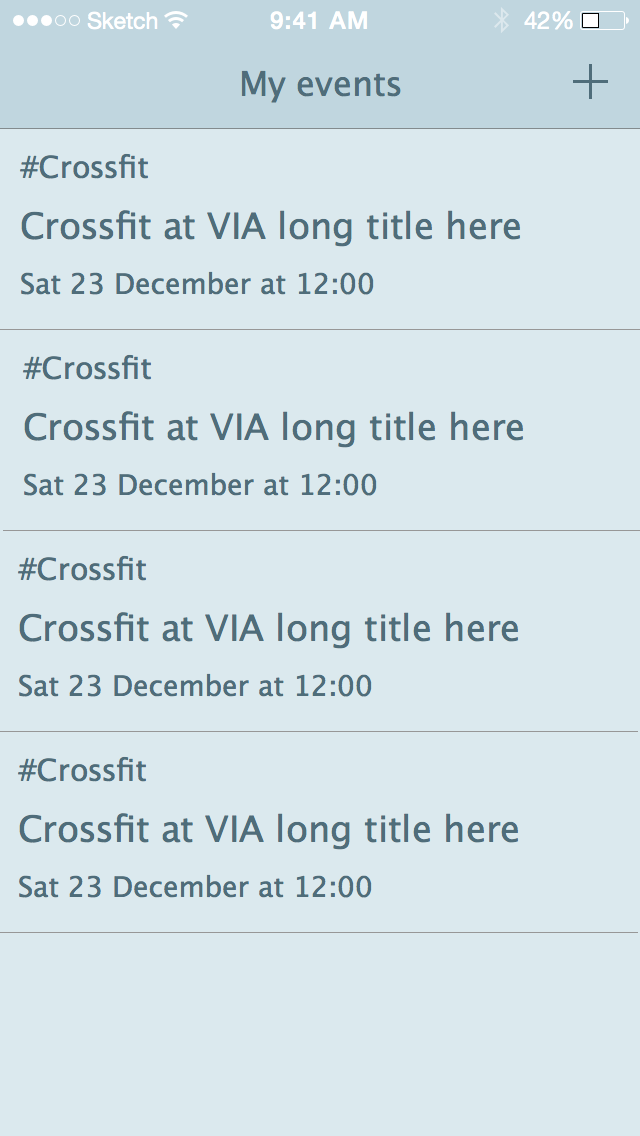 Sketch 9:41 AM 42%
My events
#Crossfit
Crossfit at VIA long title here
Sat 23 December at 12:00
#Crossfit
Crossfit at VIA long title here
Sat 23 December at 12:00
#Crossfit
Crossfit at VIA long title here
Sat 23 December at 12:00
#Crossfit
Crossfit at VIA long title here
Sat 23 December at 12:00